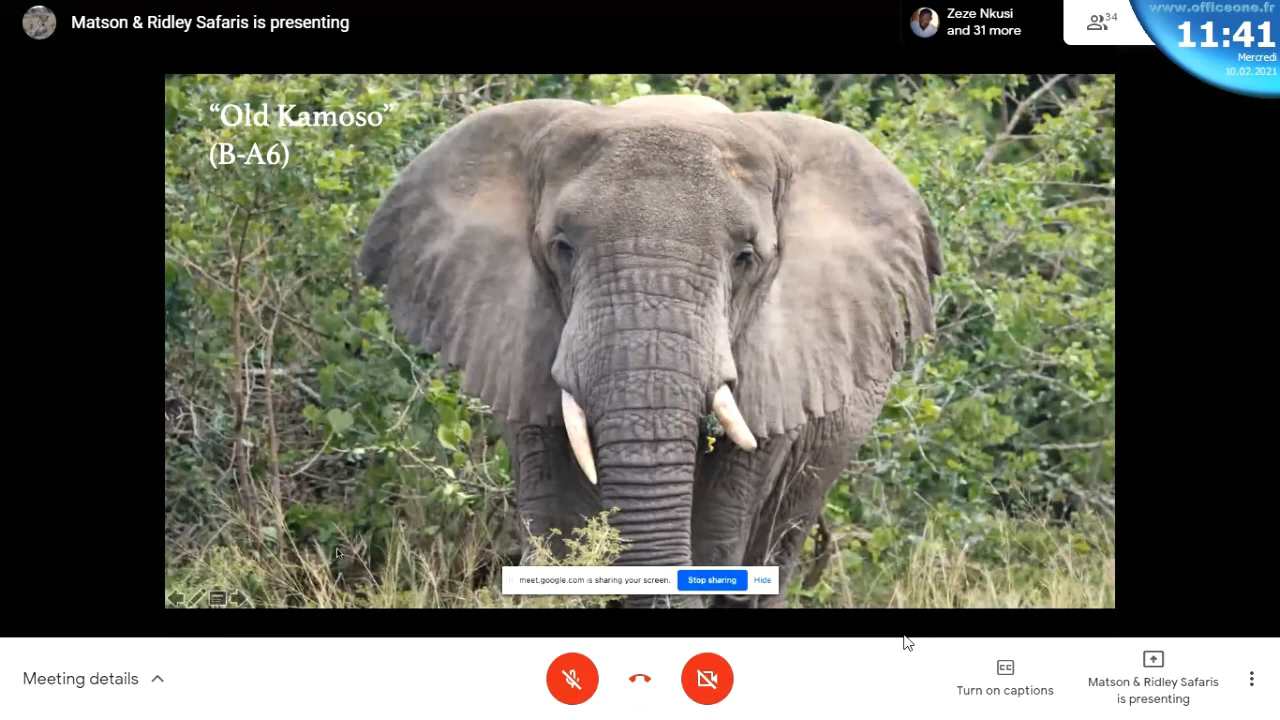 Matson & Ridley Safaris is presenting
Zeze Nkusi
and 31 more
34
www.officeone.fr
11:41
Mercredi
10.02.2021
“Old Kamoso”
(B-A6)
meet.google.com is sharing your screen.
Stop sharing
Hide
Meeting details
CC
Turn on captions
Matson & Ridley Safaris
is presenting